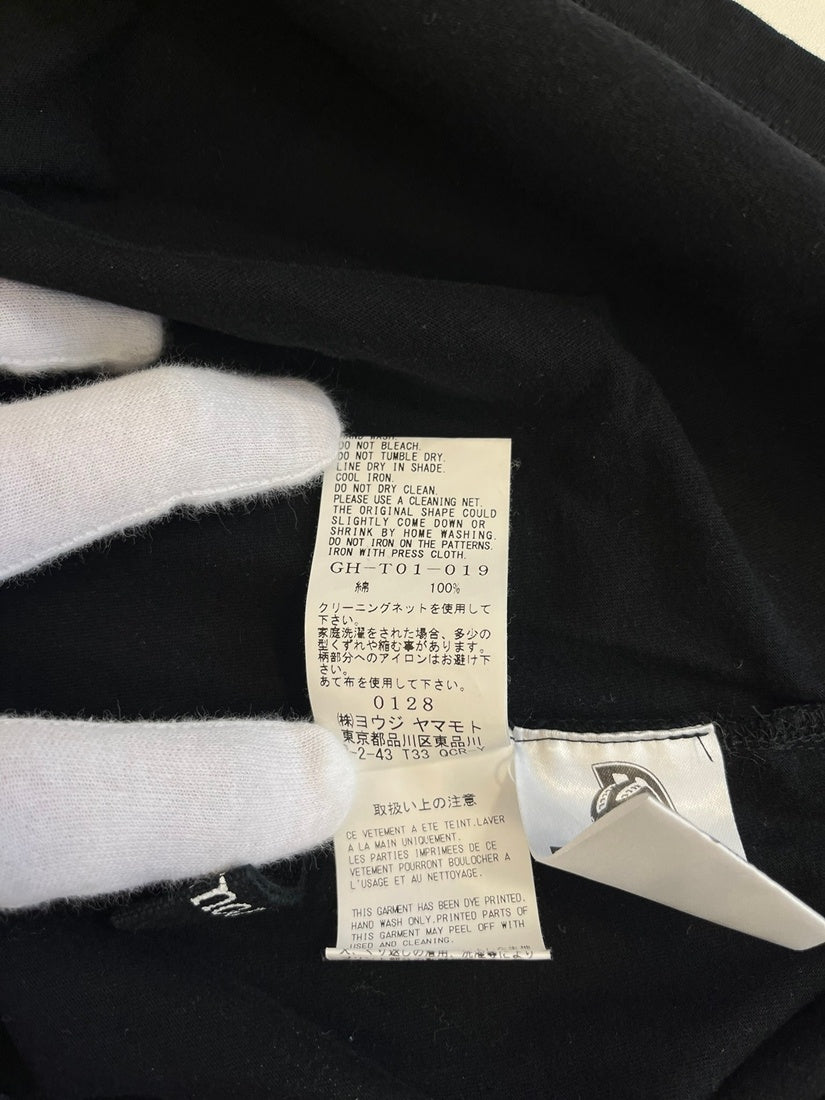 HAND WASH.
DO NOT BLEACH.
DO NOT TUMBLE DRY.
LINE DRY IN SHADE.
COOL IRON.
DO NOT DRY CLEAN.
PLEASE USE A CLEANING NET.
THE ORIGINAL SHAPE COULD
SLIGHTLY COME DOWN OR
SHRINK BY HOME WASHING.
DO NOT IRON ON THE PATTERNS.
IRON WITH PRESS CLOTH.
GH-T01-019
綿 100%
クリーニングネットを使用して
下さい。
家庭洗濯をされた場合、多少の
型くずれや縮む事があります。
柄部分へのアイロンはお避け下
さい。
あて布を使用して下さい。
0128
㈱ヨウジ ヤマモト
東京都品川区東品川
-2-43 T33 QCR-Y
取扱い上の注意
CE VETEMENT A ETE TEINT.LAVER
A LA MAIN UNIQUEMENT.
LES PARTIES IMPRIMEES DE CE
VETEMENT POURRONT BOULOCHER A
L'USAGE ET AU NETTOYAGE.
THIS GARMENT HAS BEEN DYE PRINTED.
HAND WASH ONLY.PRINTED PARTS OF
THIS GARMENT MAY PEEL OFF WITH
USED AND CLEANING.